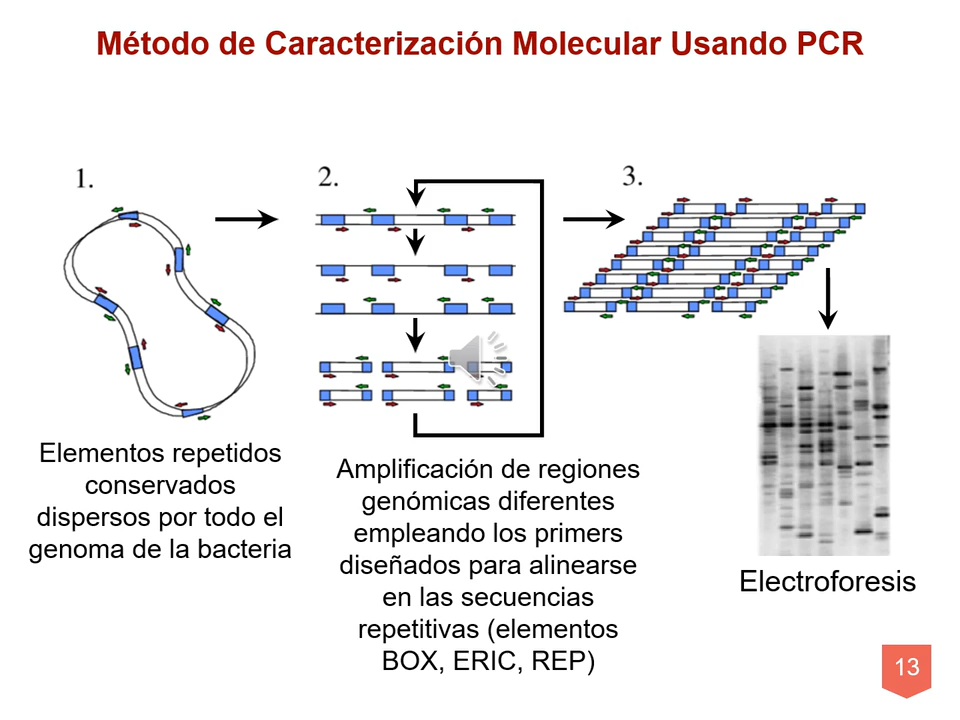 Método de Caracterización Molecular Usando PCR
1.
2.
3.
Elementos repetidos
conservados
dispersos por todo el
genoma de la bacteria
Amplificación de regiones
genómicas diferentes
empleando los primers
diseñados para alinearse
en las secuencias
repetitivas (elementos
BOX, ERIC, REP)
Electroforesis
13